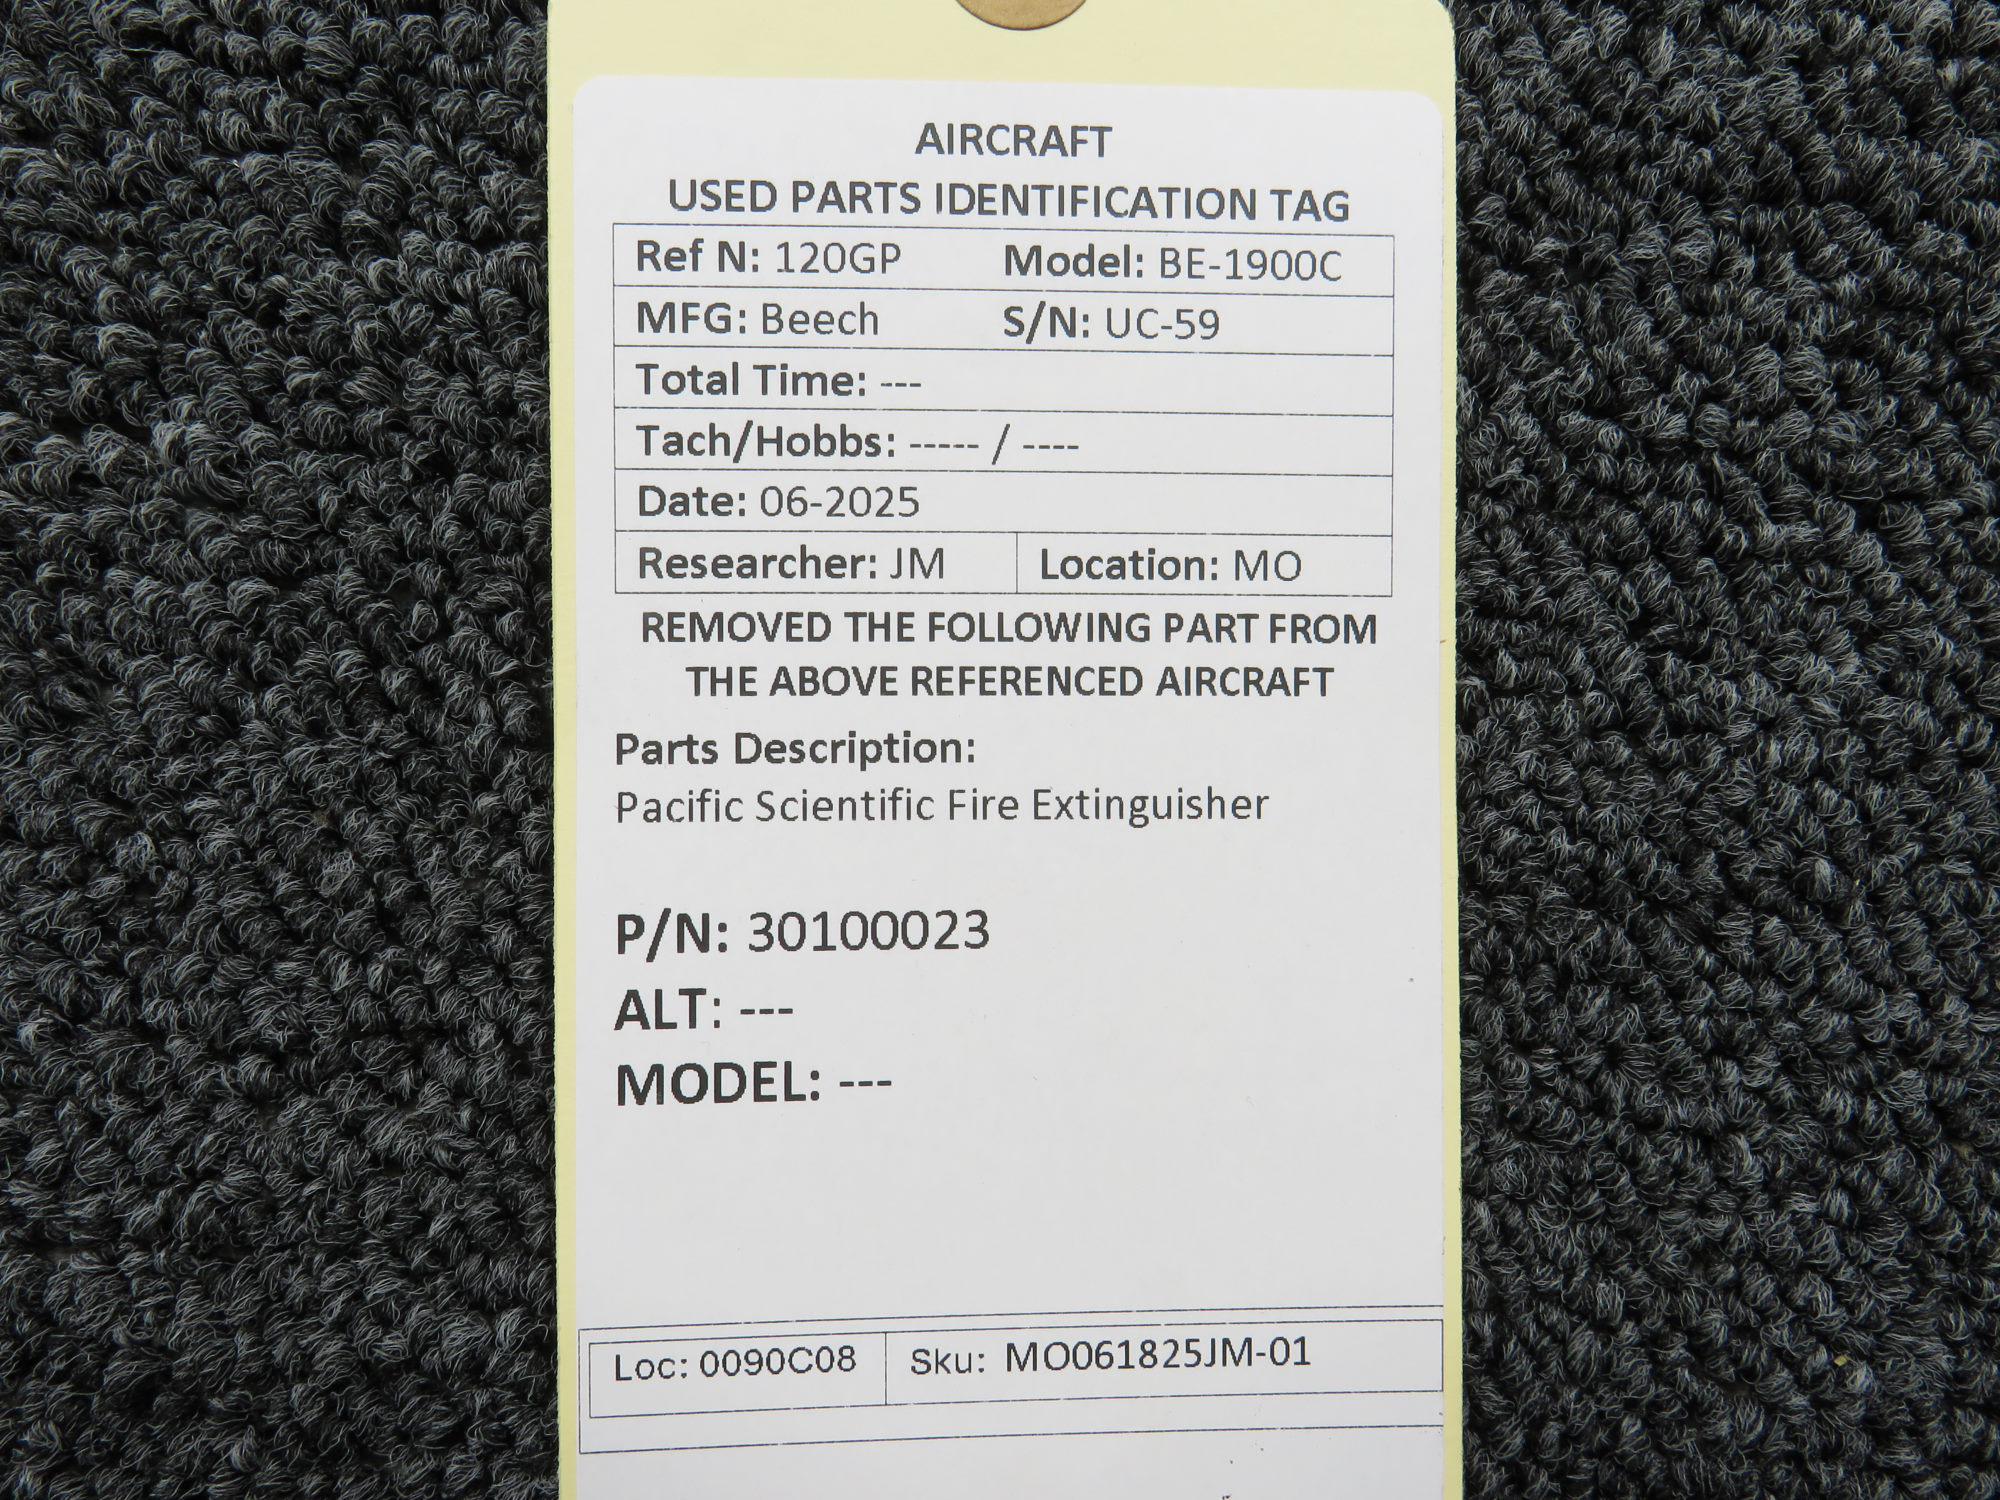 AIRCRAFT
USED PARTS IDENTIFICATION TAG
Ref N: 120GP Model: BE-1900C
MFG: Beech S/N: UC-59
Total Time: ---
Tach/Hobbs: ----- / ----
Date: 06-2025
Researcher: JM Location: MO
REMOVED THE FOLLOWING PART FROM
THE ABOVE REFERENCED AIRCRAFT
Parts Description:
Pacific Scientific Fire Extinguisher
P/N: 30100023
ALT: ---
MODEL: ---
Loc: 0090C08 Sku: MO061825JM-01